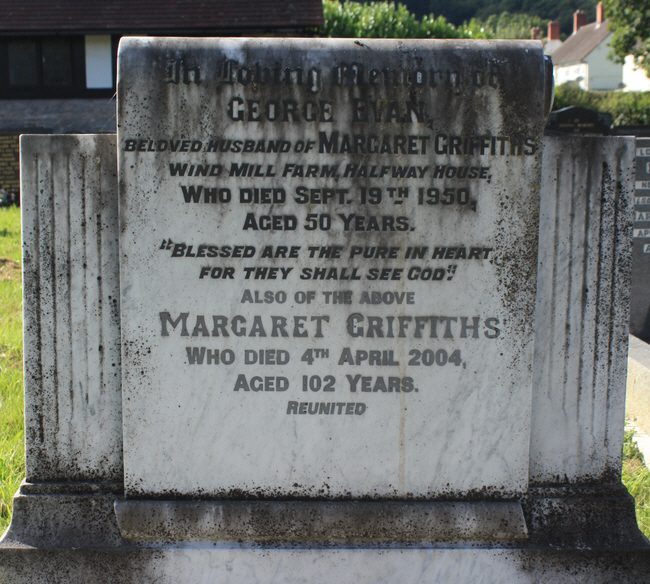 In Loving Memory of
GEORGE EVAN,
BELOVED HUSBAND OF MARGARET GRIFFITHS
WIND MILL FARM, HALFWAY HOUSE,
WHO DIED SEPT. 19TH 1950,
AGED 50 YEARS.
"BLESSED ARE THE PURE IN HEART,
FOR THEY SHALL SEE GOD".
ALSO OF THE ABOVE
MARGARET GRIFFITHS
WHO DIED 4TH APRIL 2004,
AGED 102 YEARS.
REUNITED